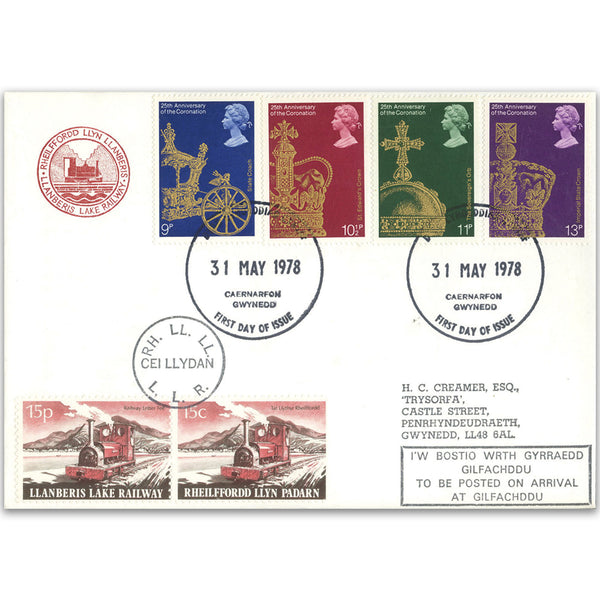 RHEILFFORDD LLYN LLANBERIS
LLANBERIS LAKE RAILWAY
25th Anniversary
of the Coronation
State Coach
9P
25th Anniversary
of the Coronation
St. Edward's Crown
10½P
25th Anniversary
of the Coronation
The Sovereign's Orb
11P
25th Anniversary
of the Coronation
Imperial State Crown
13P
31 MAY 1978
CAERNARFON
GWYNEDD
FIRST DAY OF ISSUE
31 MAY 1978
CAERNARFON
GWYNEDD
FIRST DAY OF ISSUE
RH. LL. LL.
CEI LLYDAN
L. L. R.
15p
Railway Letter Fee
LLANBERIS LAKE RAILWAY
15c
Tâl Llythyr Rheilffordd
RHEILFFORDD LLYN PADARN
H. C. CREAMER, ESQ.,
'TRYSORFA',
CASTLE STREET,
PENRHYNDEUDRAETH,
GWYNEDD, LL48 6AL.
I'W BOSTIO WRTH GYRRAEDD
GILFACHDDU
TO BE POSTED ON ARRIVAL
AT GILFACHDDU